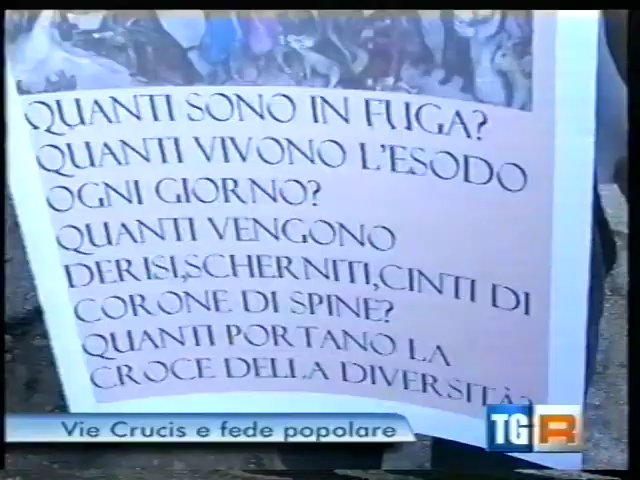 QUANTI SONO IN FUGA?
QUANTI VIVONO L'ESODO
OGNI GIORNO?
QUANTI VENGONO
DERISI,SCHERNITI,CINTI DI
CORONE DI SPINE?
QUANTI PORTANO LA
CROCE DELLA DIVERSITÀ?
Vie Crucis e fede popolare
TGR